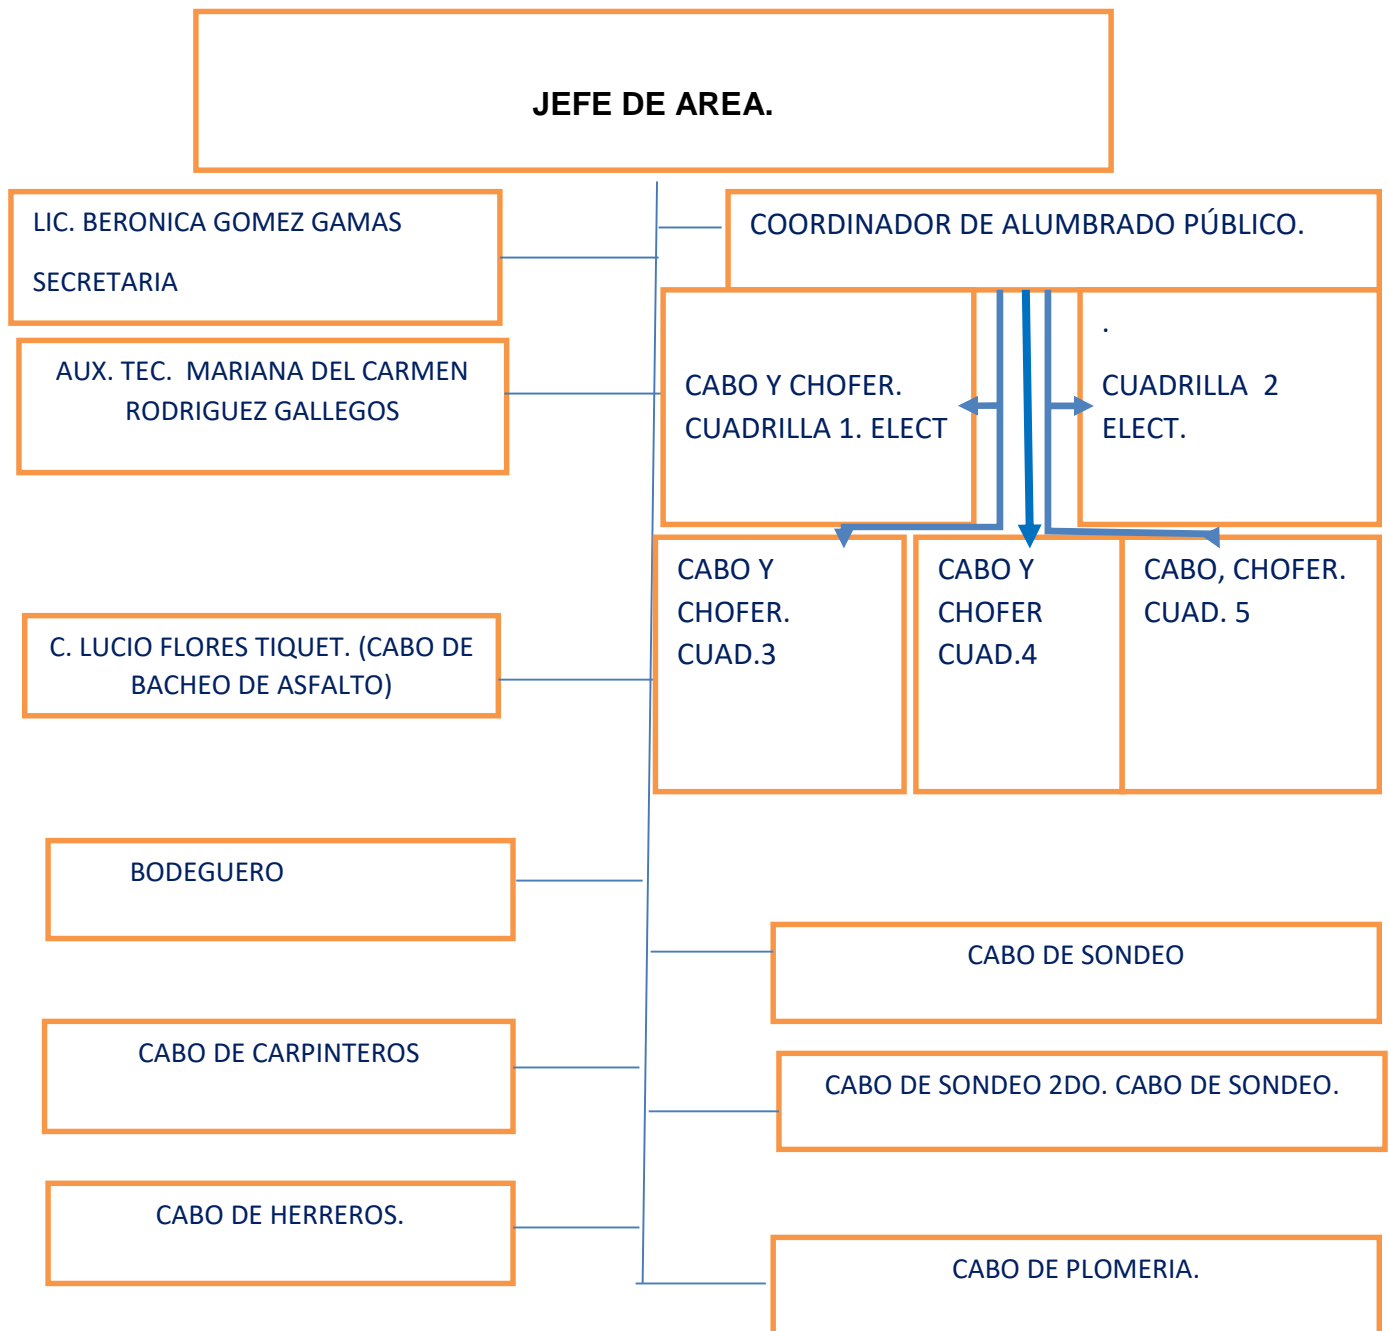 JEFE DE AREA.
LIC. BERONICA GOMEZ GAMAS
SECRETARIA
COORDINADOR DE ALUMBRADO PÚBLICO.
AUX. TEC. MARIANA DEL CARMEN
RODRIGUEZ GALLEGOS
CABO Y CHOFER.
CUADRILLA 1. ELECT
.
CUADRILLA 2
ELECT.
C. LUCIO FLORES TIQUET. (CABO DE
BACHEO DE ASFALTO)
CABO Y
CHOFER.
CUAD.3
CABO Y
CHOFER
CUAD.4
CABO, CHOFER.
CUAD. 5
BODEGUERO
CABO DE SONDEO
CABO DE CARPINTEROS
CABO DE SONDEO 2DO. CABO DE SONDEO.
CABO DE HERREROS.
CABO DE PLOMERIA.